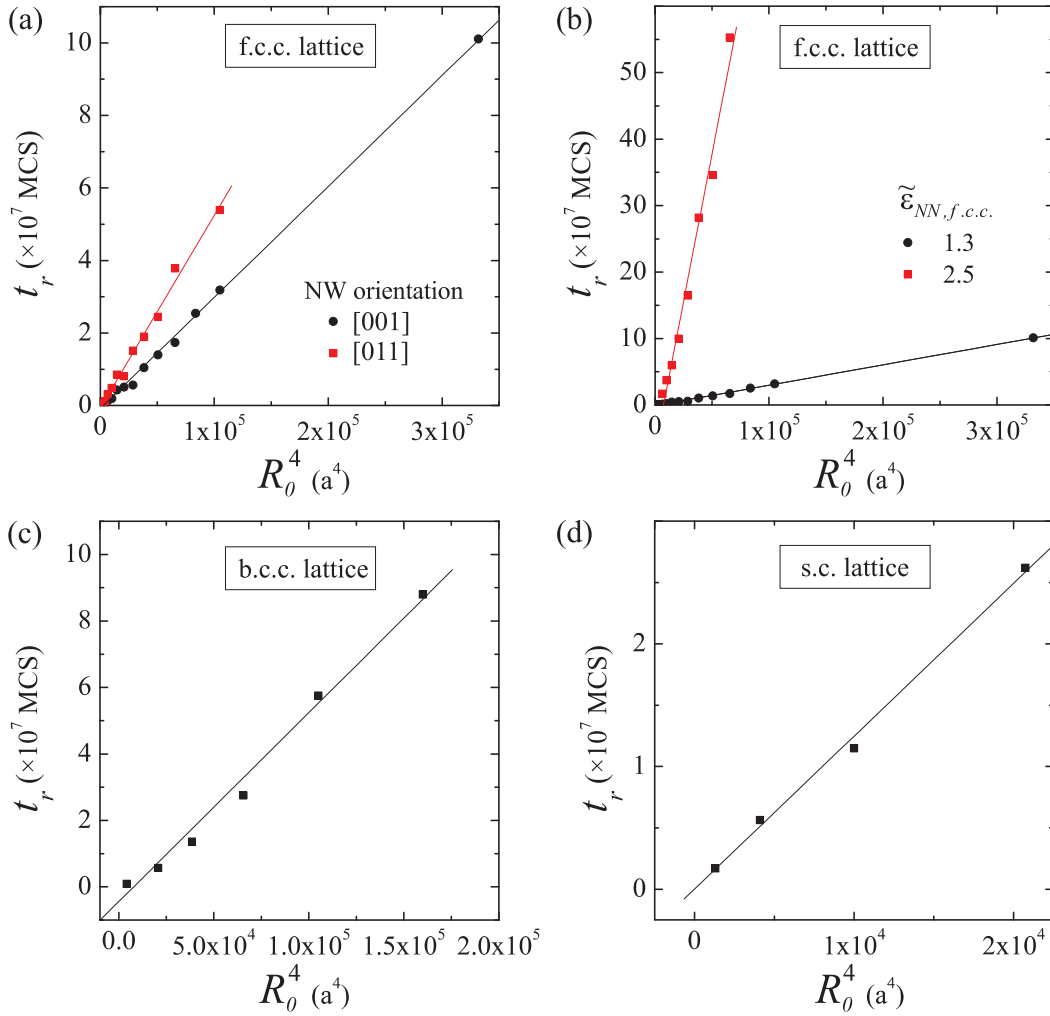 (a)
f.c.c. lattice
10
8
6
4
2
0
t_r (×10^7 MCS)
NW orientation
[001]
[011]
0
1x10^5
2x10^5
3x10^5
R_0^4 (a^4)
(b)
f.c.c. lattice
50
40
30
20
10
0
t_r (×10^7 MCS)
ε̃_NN, f.c.c.
1.3
2.5
0
1x10^5
2x10^5
3x10^5
R_0^4 (a^4)
(c)
b.c.c. lattice
10
8
6
4
2
0
t_r (×10^7 MCS)
0.0
5.0x10^4
1.0x10^5
1.5x10^5
2.0x10^5
R_0^4 (a^4)
(d)
s.c. lattice
2
1
0
t_r (×10^7 MCS)
0
1x10^4
2x10^4
R_0^4 (a^4)